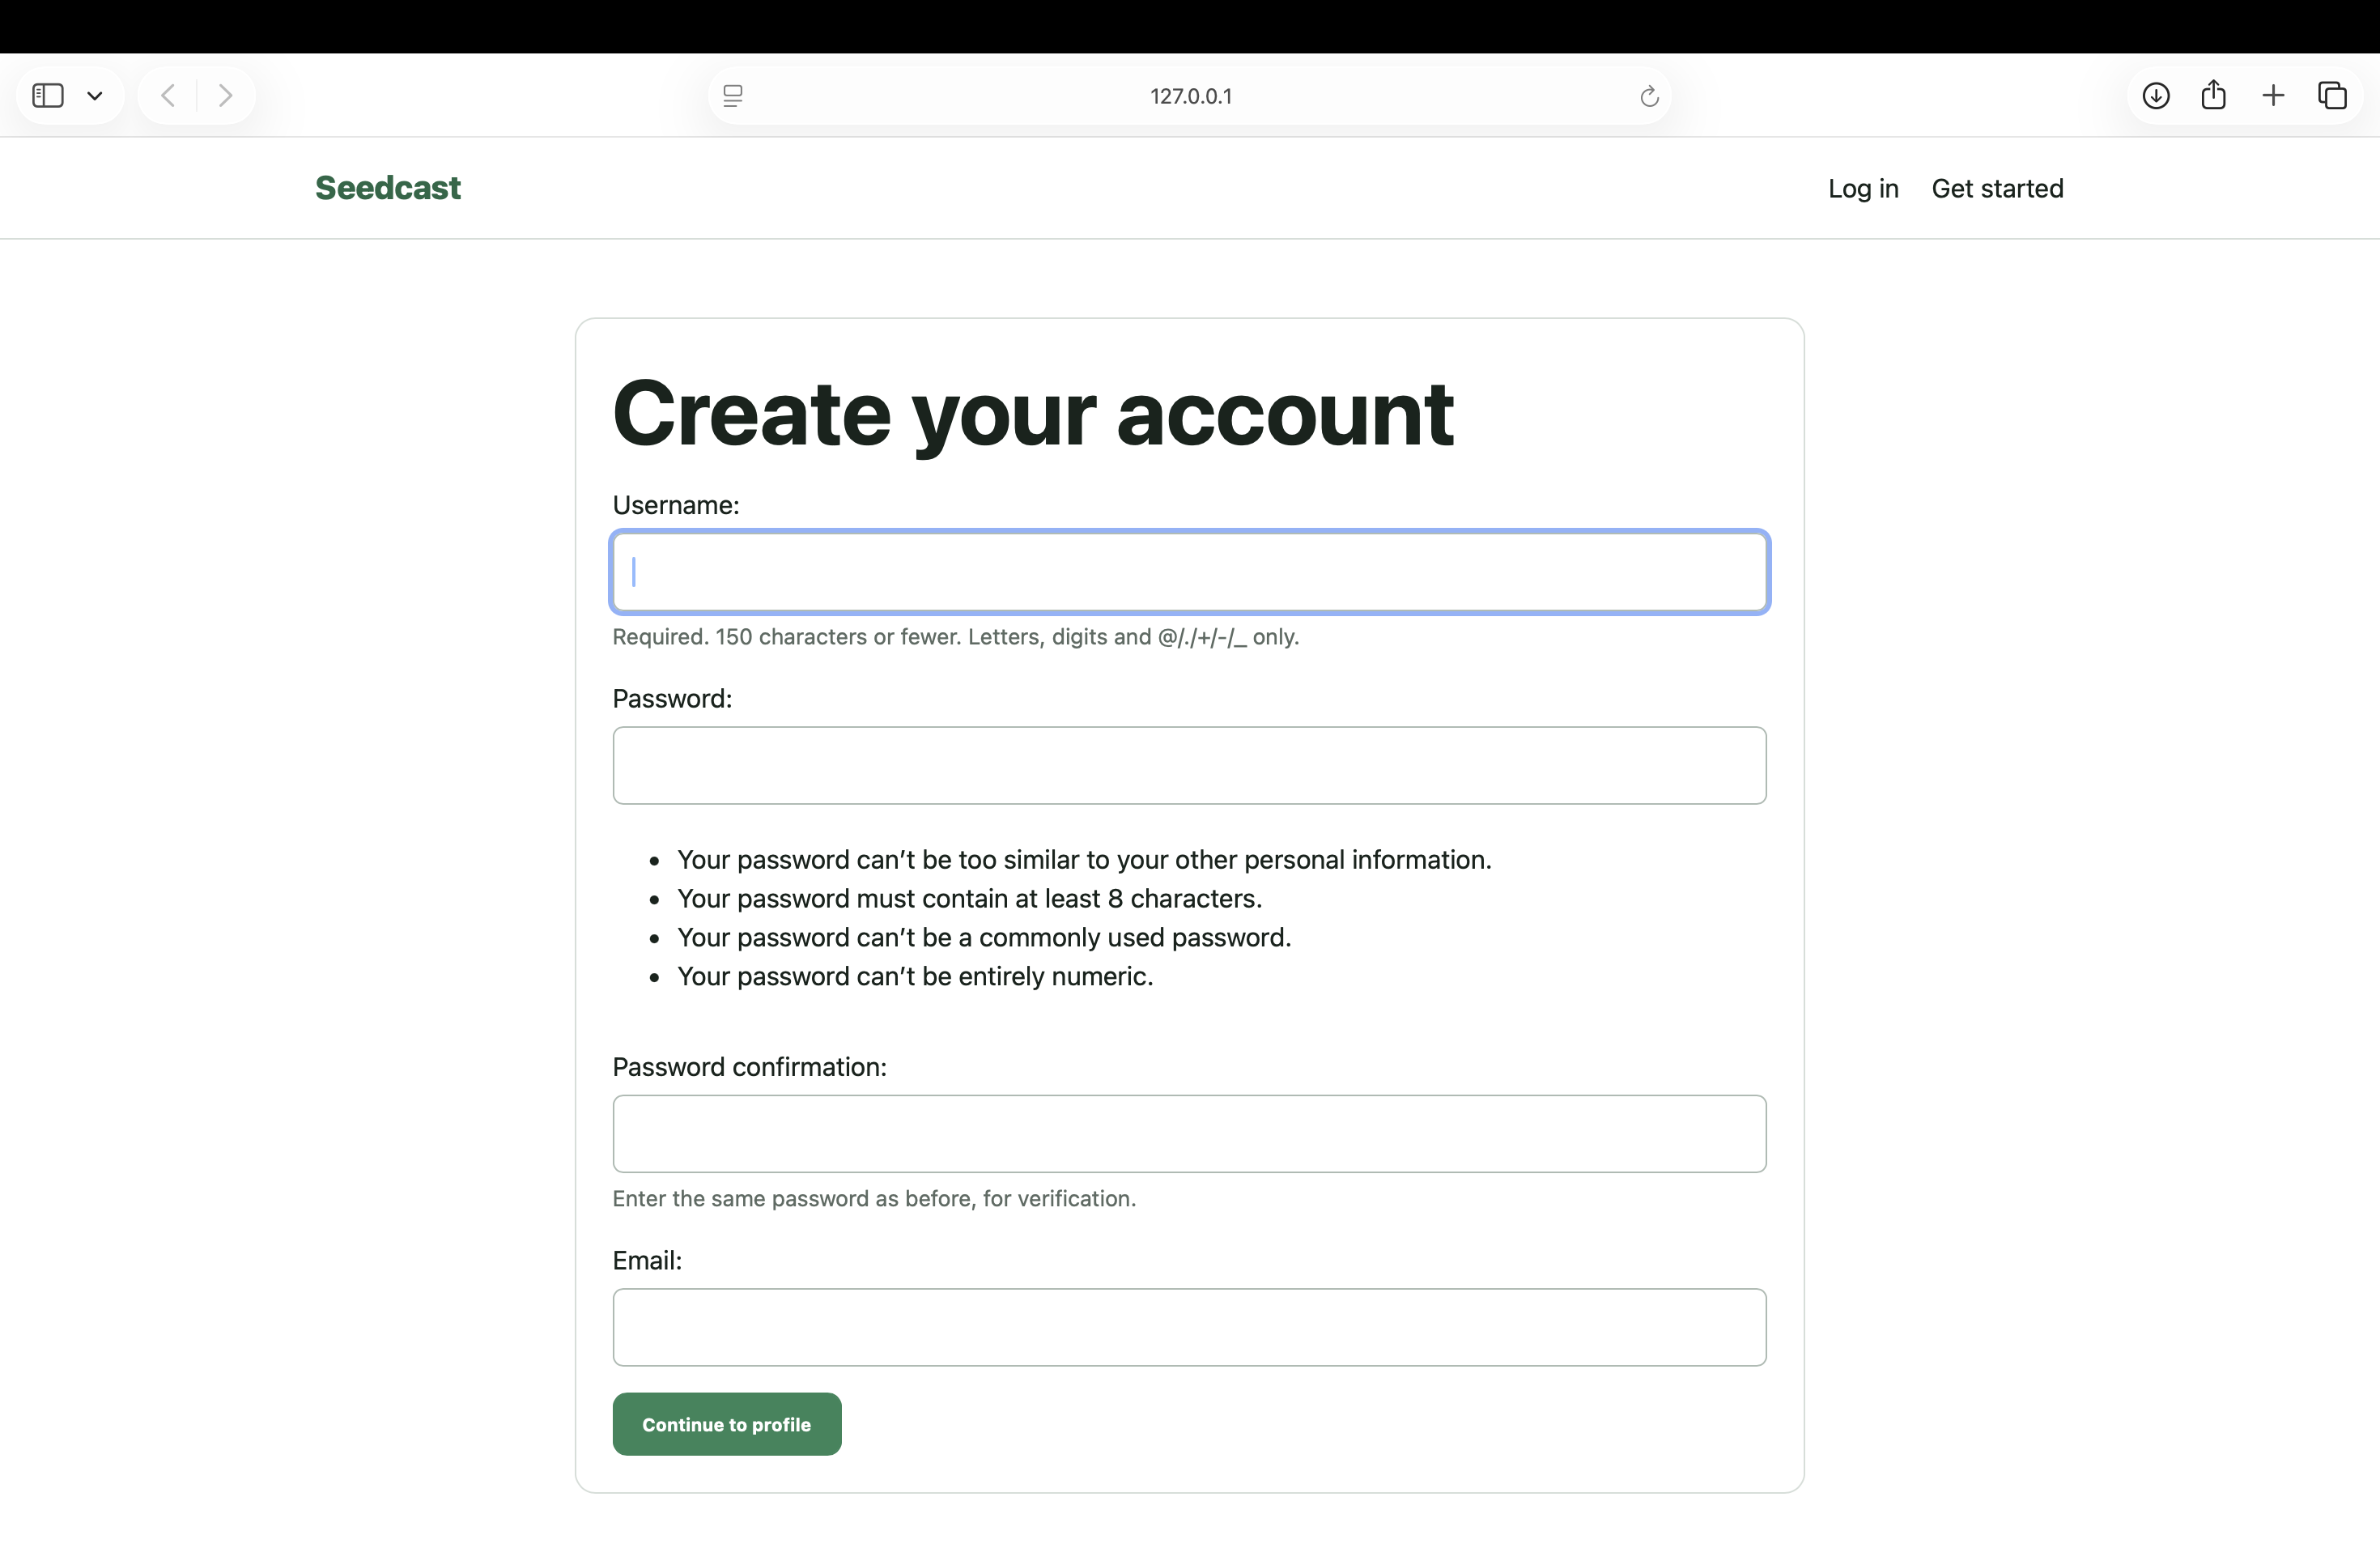 127.0.0.1
Seedcast
Log in Get started
Create your account
Username:
Required. 150 characters or fewer. Letters, digits and @/./+/-/_ only.
Password:
• Your password can’t be too similar to your other personal information.
• Your password must contain at least 8 characters.
• Your password can’t be a commonly used password.
• Your password can’t be entirely numeric.
Password confirmation:
Enter the same password as before, for verification.
Email:
Continue to profile